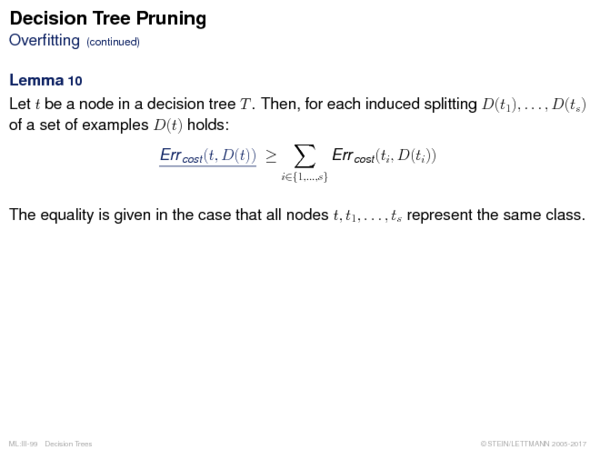 Decision Tree Pruning
Overfitting (continued)
Lemma 10
Let t be a node in a decision tree T. Then, for each induced splitting D(t₁), . . . , D(tₛ)
of a set of examples D(t) holds:
Err_cost(t, D(t)) ≥ ∑_{i∈{1,...,s}} Err_cost(tᵢ, D(tᵢ))
The equality is given in the case that all nodes t, t₁, . . . , tₛ represent the same class.
ML:III-99 Decision Trees
© STEIN/LETTMANN 2005-2017